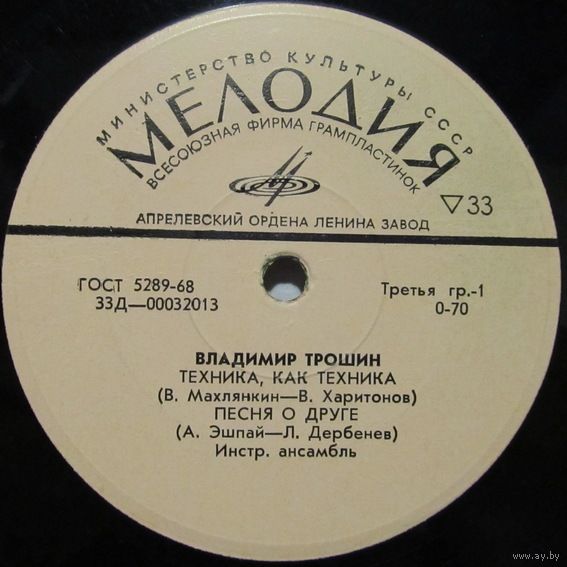 МИНИСТЕРСТВО КУЛЬТУРЫ СССР
МЕЛОДИЯ
ВСЕСОЮЗНАЯ ФИРМА ГРАМПЛАСТИНОК
▽33
АПРЕЛЕВСКИЙ ОРДЕНА ЛЕНИНА ЗАВОД
ГОСТ 5289-68
33Д—00032013
Третья гр.-1
0-70
ВЛАДИМИР ТРОШИН
ТЕХНИКА, КАК ТЕХНИКА
(В. Махлянкин—В. Харитонов)
ПЕСНЯ О ДРУГЕ
(А. Эшпай—Л. Дербенев)
Инстр. ансамбль
www.ay.by